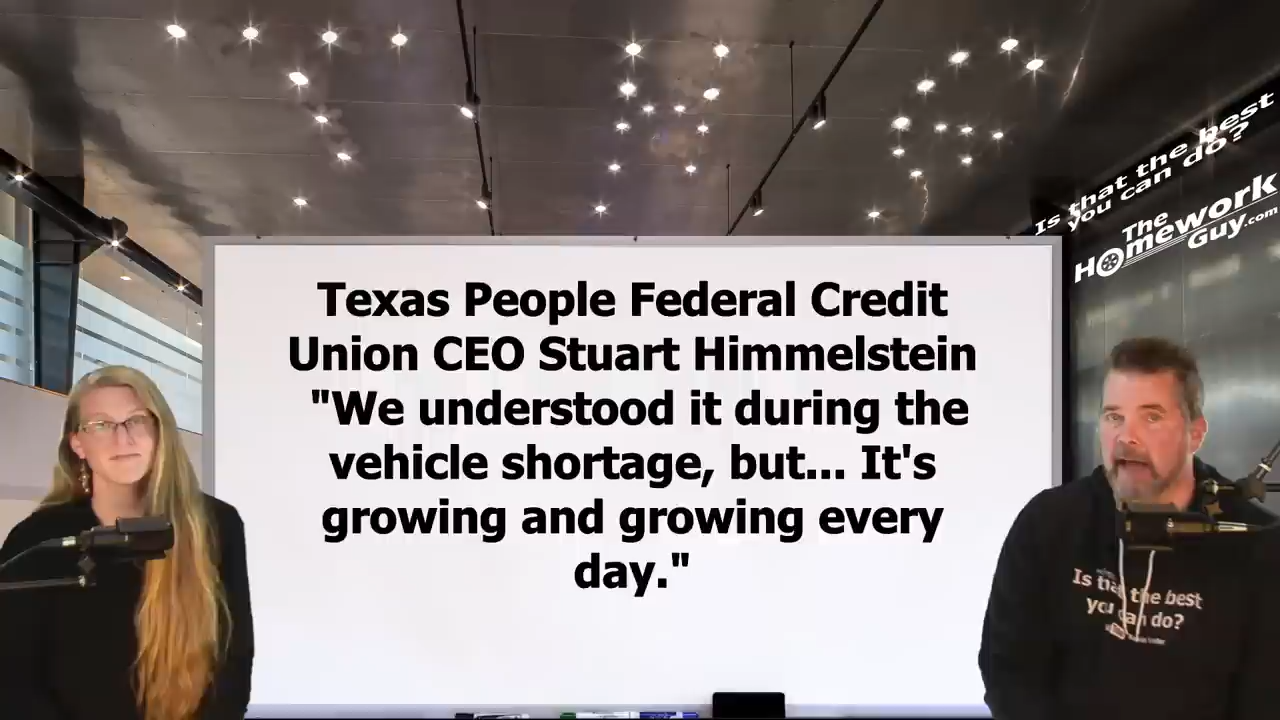 Texas People Federal Credit
Union CEO Stuart Himmelstein
"We understood it during the
vehicle shortage, but... It's
growing and growing every
day."
Is that the best
you can do?
The
Homework
Guy.com
Is that the best
you can do?